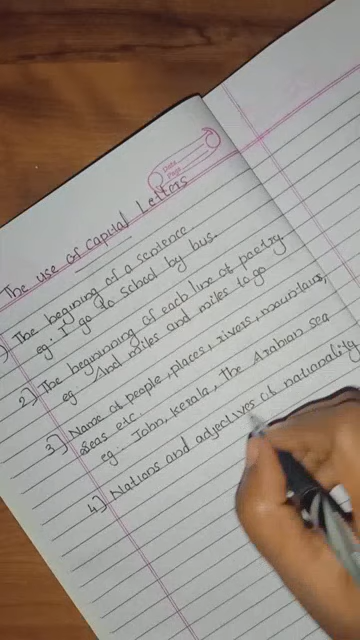 Date
Page
The use of capital Letters
1) The begining of a sentence
eg: I go to school by bus.
2) The beginning of each line of poetry.
eg: And miles and miles to go
3) Name of people, places, rivers, mountains,
seas etc.
eg: John, Kerala, the Arabian sea
4) Nations and adjectives of nationality